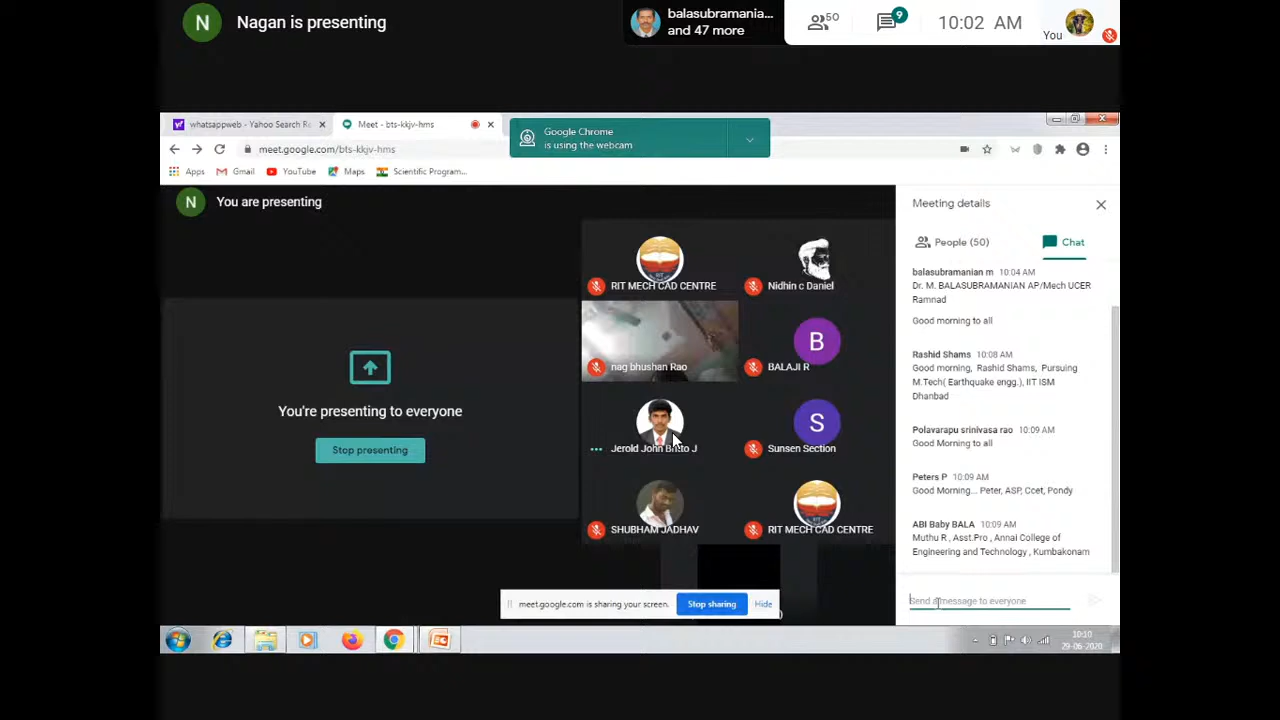 N Nagan is presenting
balasubramania...
and 47 more
50
9
10:02 AM
You
whatsappweb - Yahoo Search Re
Meet - bts-kkjv-hms
Google Chrome
is using the webcam
meet.google.com/bts-kkjv-hms
Apps Gmail YouTube Maps Scientific Program...
N You are presenting
You're presenting to everyone
Stop presenting
RIT MECH CAD CENTRE
Nidhin c Daniel
nag bhushan Rao
B
BALAJI R
Jerold John Britto J
S
Sunsen Section
SHUBHAM JADHAV
RIT MECH CAD CENTRE
Meeting details
People (50) Chat
balasubramanian m 10:04 AM
Dr. M. BALASUBRAMANIAN AP/Mech UCER
Ramnad
Good morning to all
Rashid Shams 10:08 AM
Good morning, Rashid Shams, Pursuing
M.Tech( Earthquake engg.), IIT ISM
Dhanbad
Polavarapu srinivasa rao 10:09 AM
Good Morning to all
Peters P 10:09 AM
Good Morning... Peter, ASP, Ccet, Pondy
ABI Baby BALA 10:09 AM
Muthu R , Asst.Pro , Annai College of
Engineering and Technology , Kumbakonam
Send a message to everyone
meet.google.com is sharing your screen. Stop sharing Hide
10:10
29-06-2020